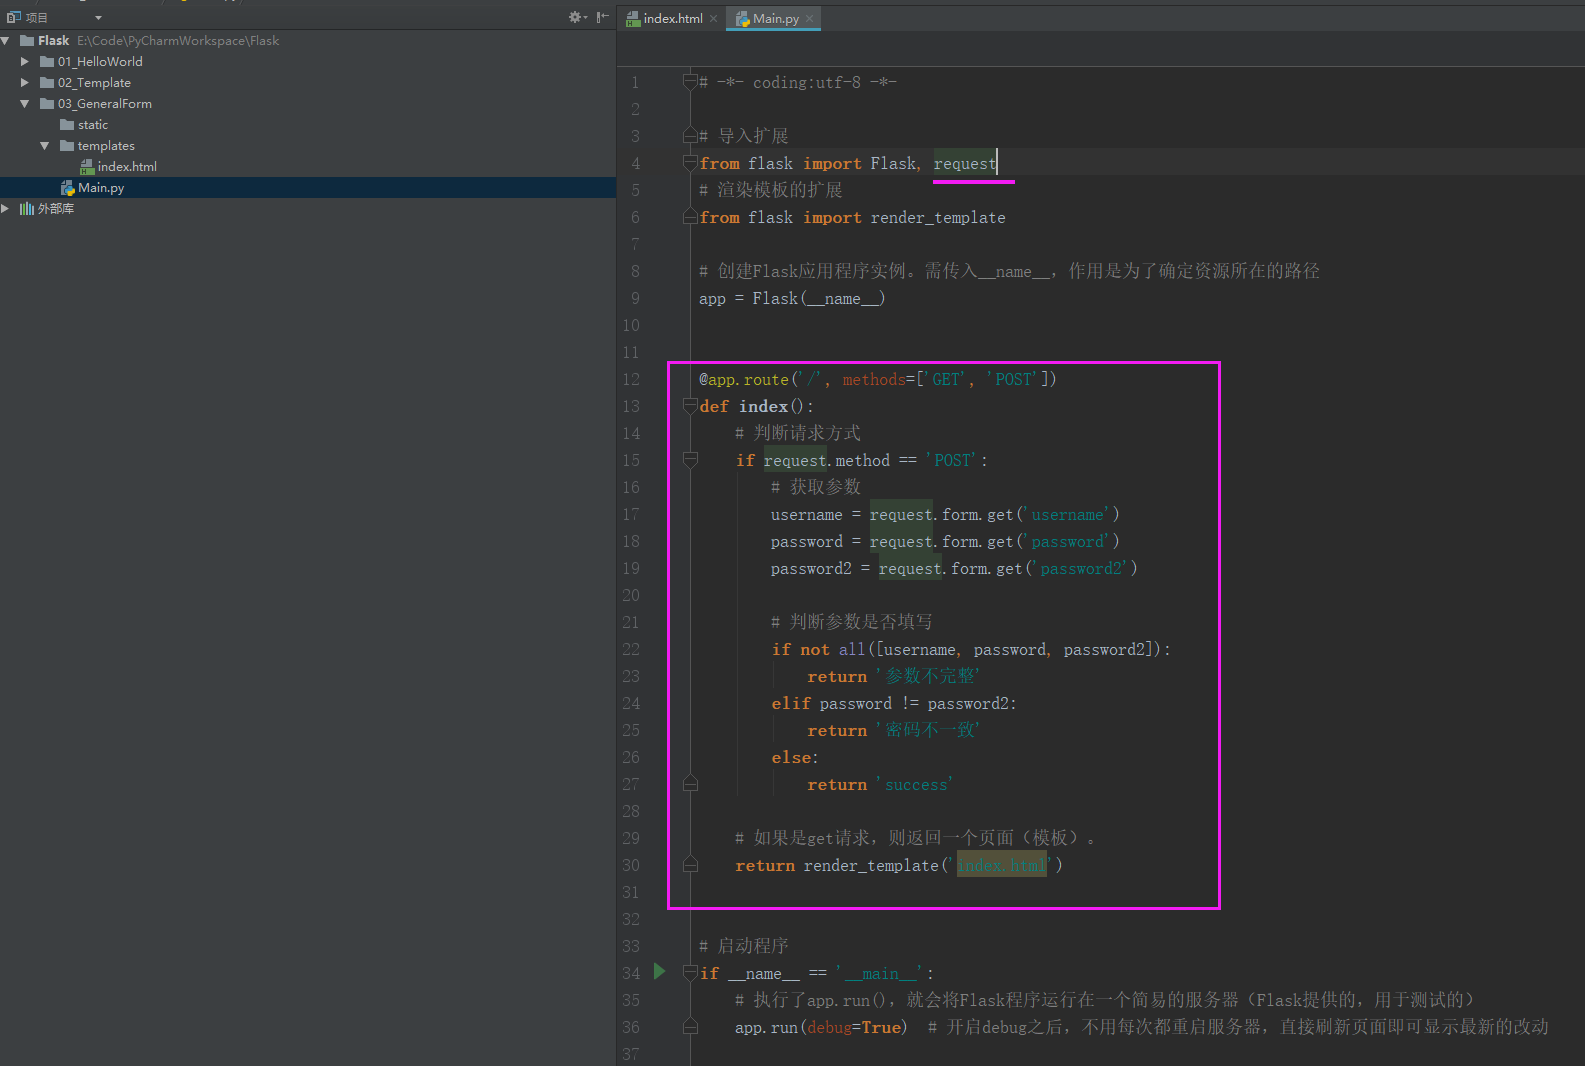 项目
Flask E:\Code\PyCharmWorkspace\Flask
01_HelloWorld
02_Template
03_GeneralForm
static
templates
index.html
Main.py
外部库
index.html
Main.py
1 # -*- coding:utf-8 -*-
2
3 # 导入扩展
4 from flask import Flask, request
5 # 渲染模板的扩展
6 from flask import render_template
7
8 # 创建Flask应用程序实例。需传入__name__，作用是为了确定资源所在的路径
9 app = Flask(__name__)
10
11
12 @app.route('/', methods=['GET', 'POST'])
13 def index():
14 # 判断请求方式
15 if request.method == 'POST':
16 # 获取参数
17 username = request.form.get('username')
18 password = request.form.get('password')
19 password2 = request.form.get('password2')
20
21 # 判断参数是否填写
22 if not all([username, password, password2]):
23 return '参数不完整'
24 elif password != password2:
25 return '密码不一致'
26 else:
27 return 'success'
28
29 # 如果是get请求，则返回一个页面（模板）。
30 return render_template('index.html')
31
32
33 # 启动程序
34 if __name__ == '__main__':
35 # 执行了app.run()，就会将Flask程序运行在一个简易的服务器（Flask提供的，用于测试的）
36 app.run(debug=True) # 开启debug之后，不用每次都重启服务器，直接刷新页面即可显示最新的改动
37